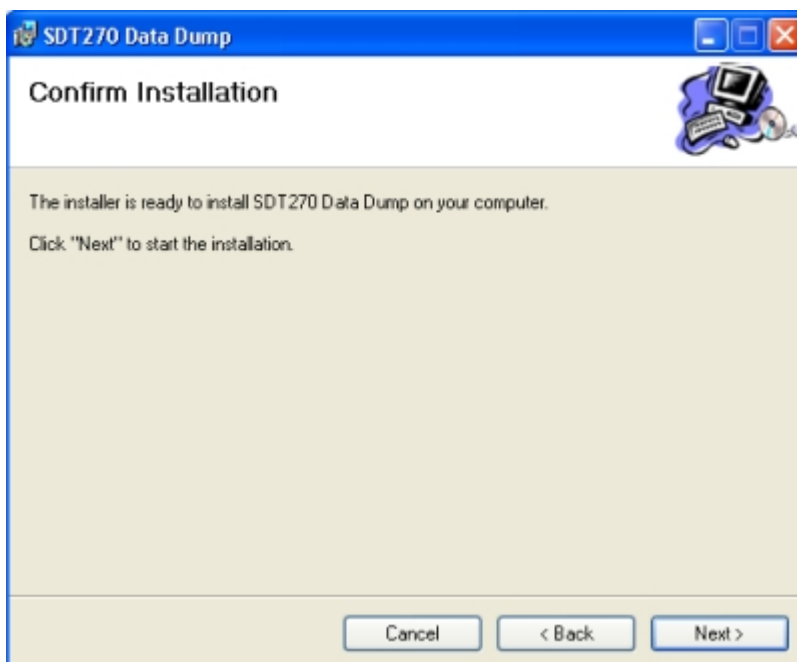 SDT270 Data Dump
Confirm Installation
The installer is ready to install SDT270 Data Dump on your computer.
Click "Next" to start the installation.
Cancel
< Back
Next >